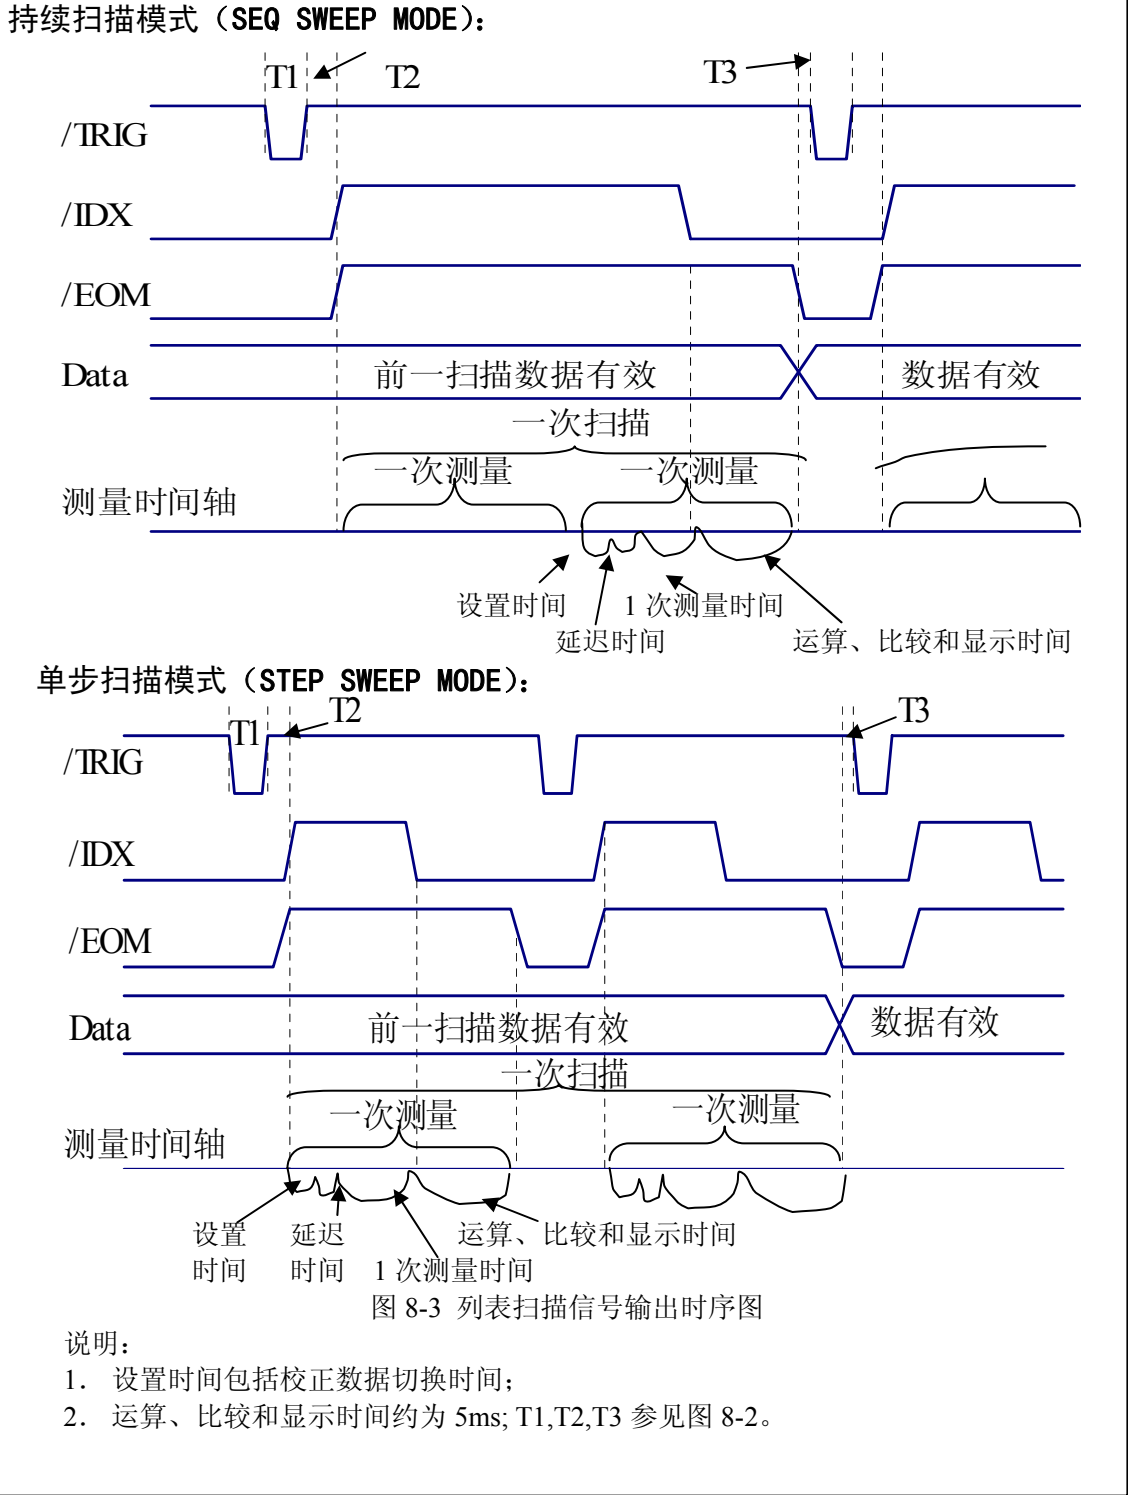 持续扫描模式（SEQ SWEEP MODE）：
T1
T2
T3
/TRIG
/IDX
/EOM
Data
前一扫描数据有效
数据有效
一次扫描
一次测量
一次测量
测量时间轴
设置时间
1 次测量时间
延迟时间
运算、比较和显示时间
单步扫描模式（STEP SWEEP MODE）：
T1
T2
T3
/TRIG
/IDX
/EOM
Data
前一扫描数据有效
数据有效
一次扫描
一次测量
一次测量
测量时间轴
设置
时间
延迟
时间
运算、比较和显示时间
1 次测量时间
图 8-3 列表扫描信号输出时序图
说明：
1． 设置时间包括校正数据切换时间；
2． 运算、比较和显示时间约为 5ms; T1,T2,T3 参见图 8-2。